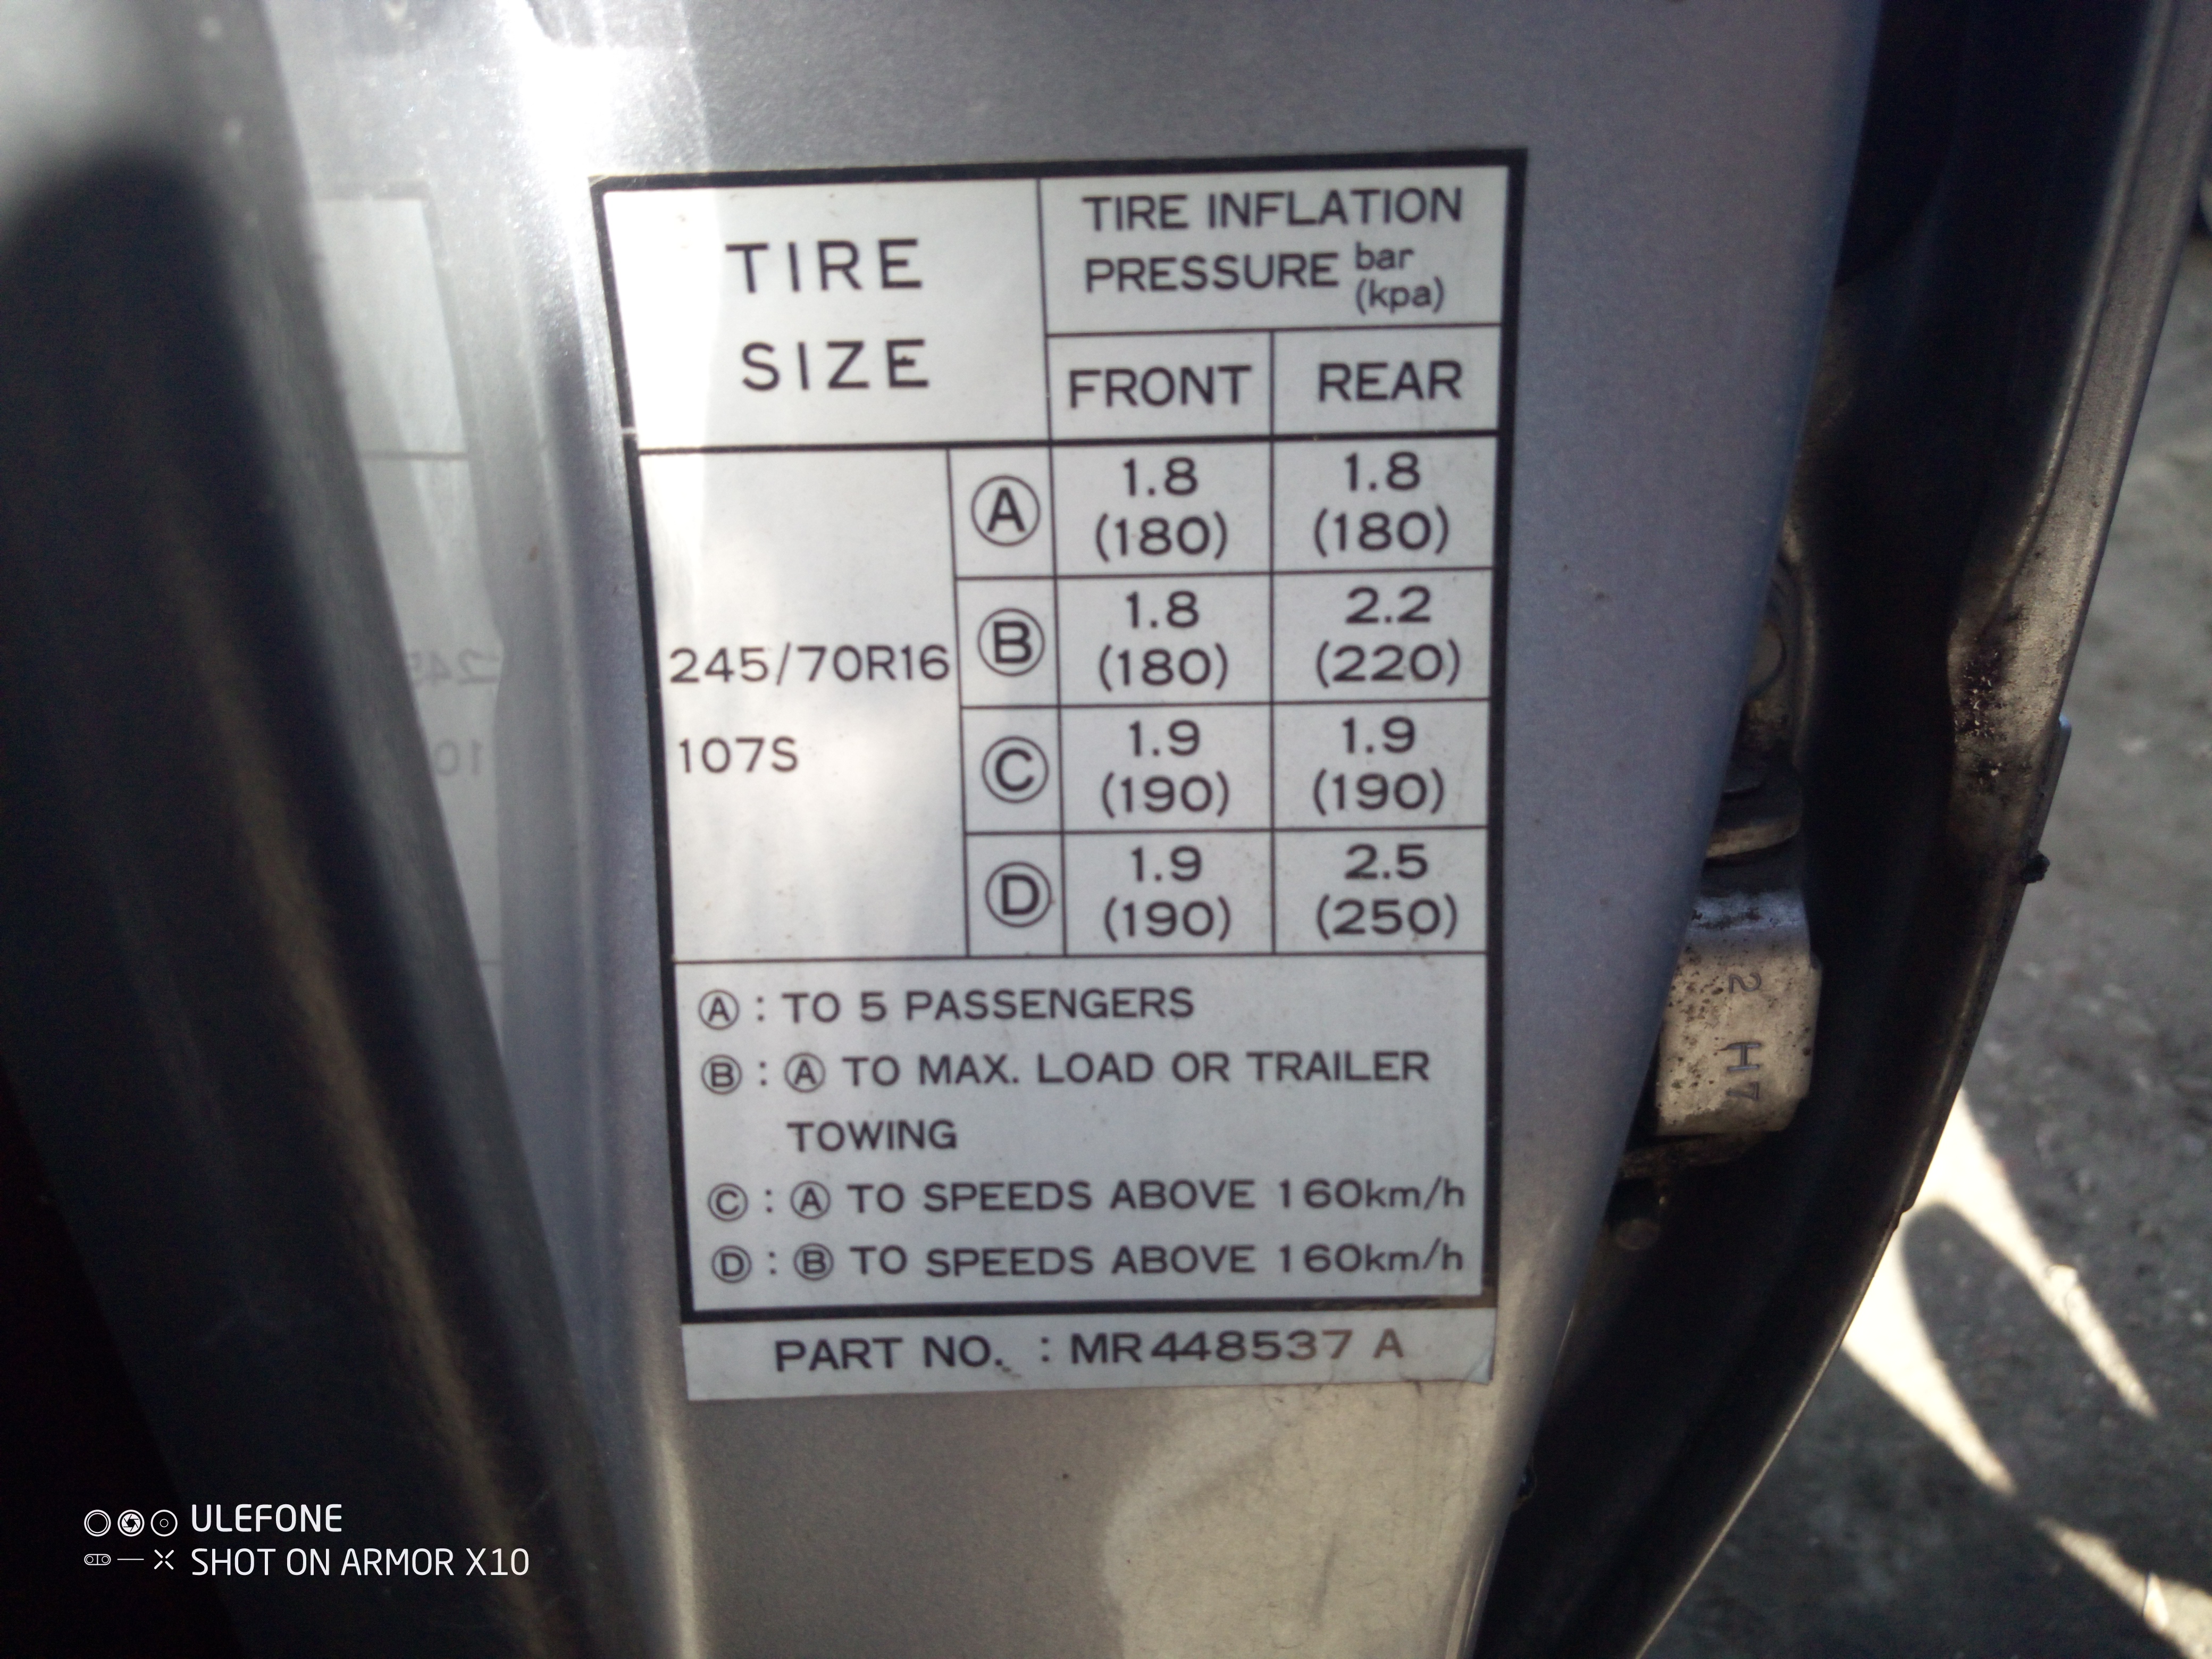 TIRE
SIZE
TIRE INFLATION
PRESSURE bar
(kpa)
FRONT REAR
245/70R16
107S
Ⓐ 1.8 1.8
(180) (180)
Ⓑ 1.8 2.2
(180) (220)
Ⓒ 1.9 1.9
(190) (190)
Ⓓ 1.9 2.5
(190) (250)
Ⓐ : TO 5 PASSENGERS
Ⓑ : Ⓐ TO MAX. LOAD OR TRAILER
TOWING
Ⓒ : Ⓐ TO SPEEDS ABOVE 160km/h
Ⓓ : Ⓑ TO SPEEDS ABOVE 160km/h
PART NO. : MR448537 A
2 H7
ULEFONE
SHOT ON ARMOR X10